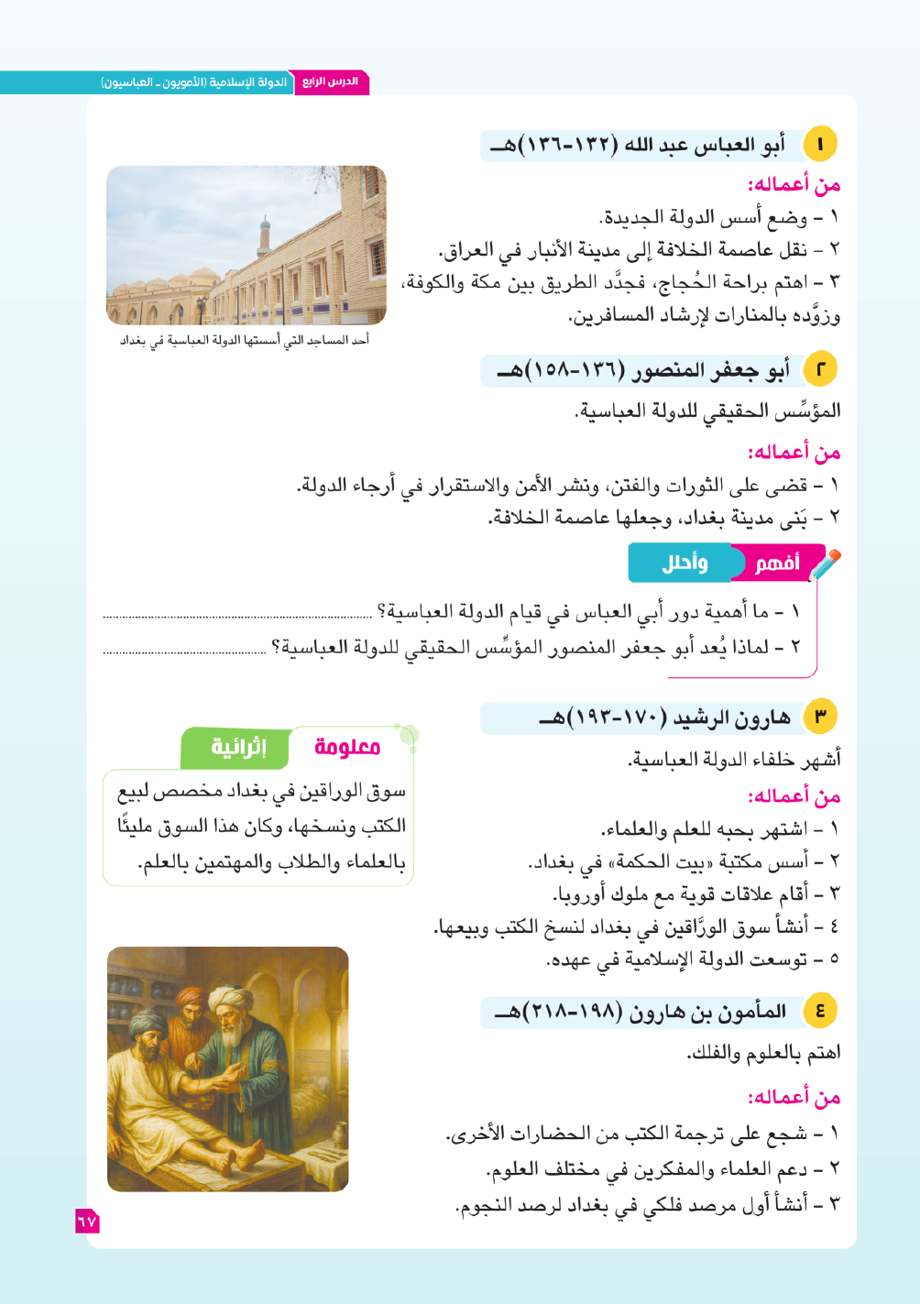 الدرس الرابع
الدولة الإسلامية (الأمويون - العباسيون)
١ أبو العباس عبد الله (١٣٢-١٣٦)هـ
من أعماله:
١ - وضع أسس الدولة الجديدة.
٢ - نقل عاصمة الخلافة إلى مدينة الأنبار في العراق.
٣ - اهتم براحة الحُجاج، فجدَّد الطريق بين مكة والكوفة،
وزوَّده بالمنارات لإرشاد المسافرين.
أحد المساجد التي أسستها الدولة العباسية في بغداد
٢ أبو جعفر المنصور (١٣٦-١٥٨)هـ
المؤسِّس الحقيقي للدولة العباسية.
من أعماله:
١ - قضى على الثورات والفتن، ونشر الأمن والاستقرار في أرجاء الدولة.
٢ - بَنى مدينة بغداد، وجعلها عاصمة الخلافة.
أفهم وأحلل
١ - ما أهمية دور أبي العباس في قيام الدولة العباسية؟ ....................
٢ - لماذا يُعد أبو جعفر المنصور المؤسِّس الحقيقي للدولة العباسية؟ ....................
٣ هارون الرشيد (١٧٠-١٩٣)هـ
أشهر خلفاء الدولة العباسية.
من أعماله:
١ - اشتهر بحبه للعلم والعلماء.
٢ - أسس مكتبة «بيت الحكمة» في بغداد.
٣ - أقام علاقات قوية مع ملوك أوروبا.
٤ - أنشأ سوق الورَّاقين في بغداد لنسخ الكتب وبيعها.
٥ - توسعت الدولة الإسلامية في عهده.
معلومة إثرائية
سوق الوراقين في بغداد مخصص لبيع
الكتب ونسخها، وكان هذا السوق مليئًا
بالعلماء والطلاب والمهتمين بالعلم.
٤ المأمون بن هارون (١٩٨-٢١٨)هـ
اهتم بالعلوم والفلك.
من أعماله:
١ - شجع على ترجمة الكتب من الحضارات الأخرى.
٢ - دعم العلماء والمفكرين في مختلف العلوم.
٣ - أنشأ أول مرصد فلكي في بغداد لرصد النجوم.
٦٧